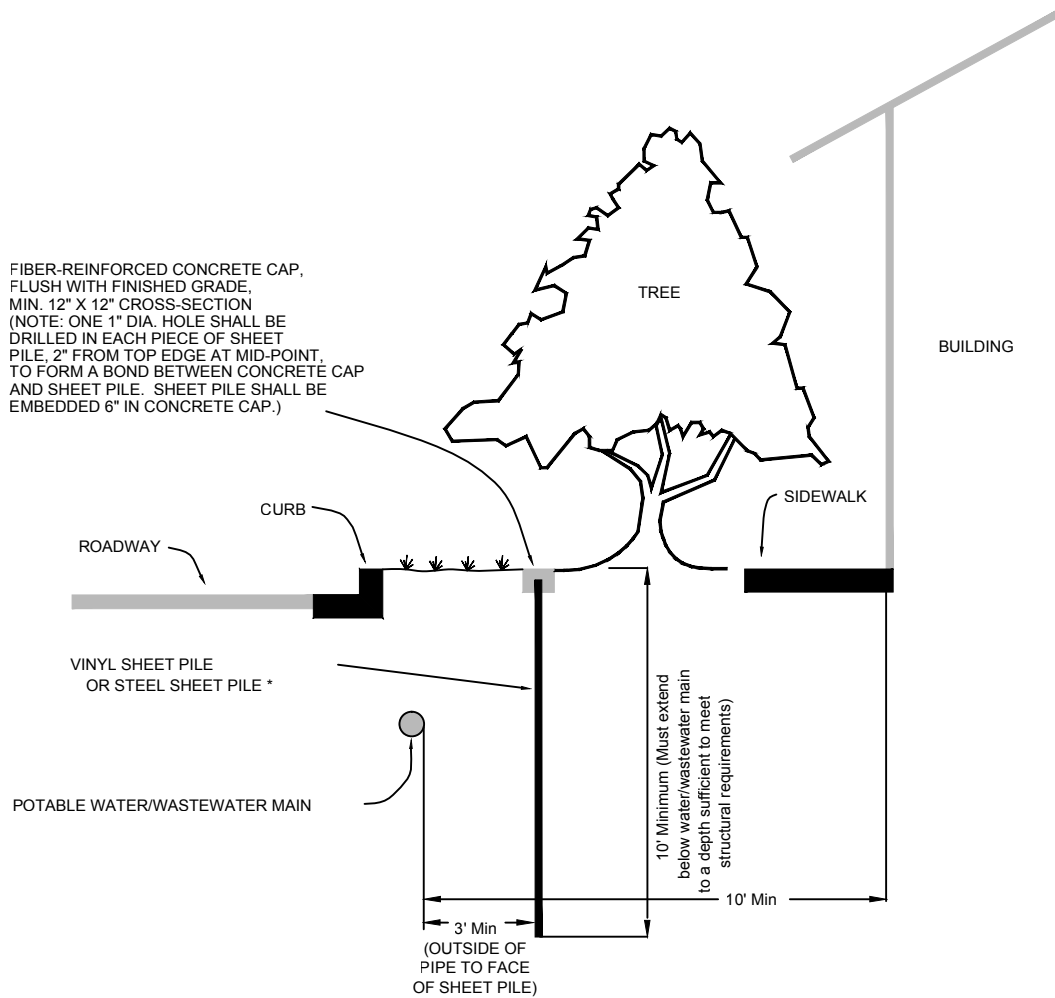 FIBER-REINFORCED CONCRETE CAP,
FLUSH WITH FINISHED GRADE,
MIN. 12" X 12" CROSS-SECTION
(NOTE: ONE 1" DIA. HOLE SHALL BE
DRILLED IN EACH PIECE OF SHEET
PILE, 2" FROM TOP EDGE AT MID-POINT,
TO FORM A BOND BETWEEN CONCRETE CAP
AND SHEET PILE. SHEET PILE SHALL BE
EMBEDDED 6" IN CONCRETE CAP.)
TREE
BUILDING
SIDEWALK
CURB
ROADWAY
VINYL SHEET PILE
OR STEEL SHEET PILE *
POTABLE WATER/WASTEWATER MAIN
10' Minimum (Must extend
below water/wastewater main
to a depth sufficient to meet
structural requirements)
10' Min
3' Min
(OUTSIDE OF
PIPE TO FACE
OF SHEET PILE)